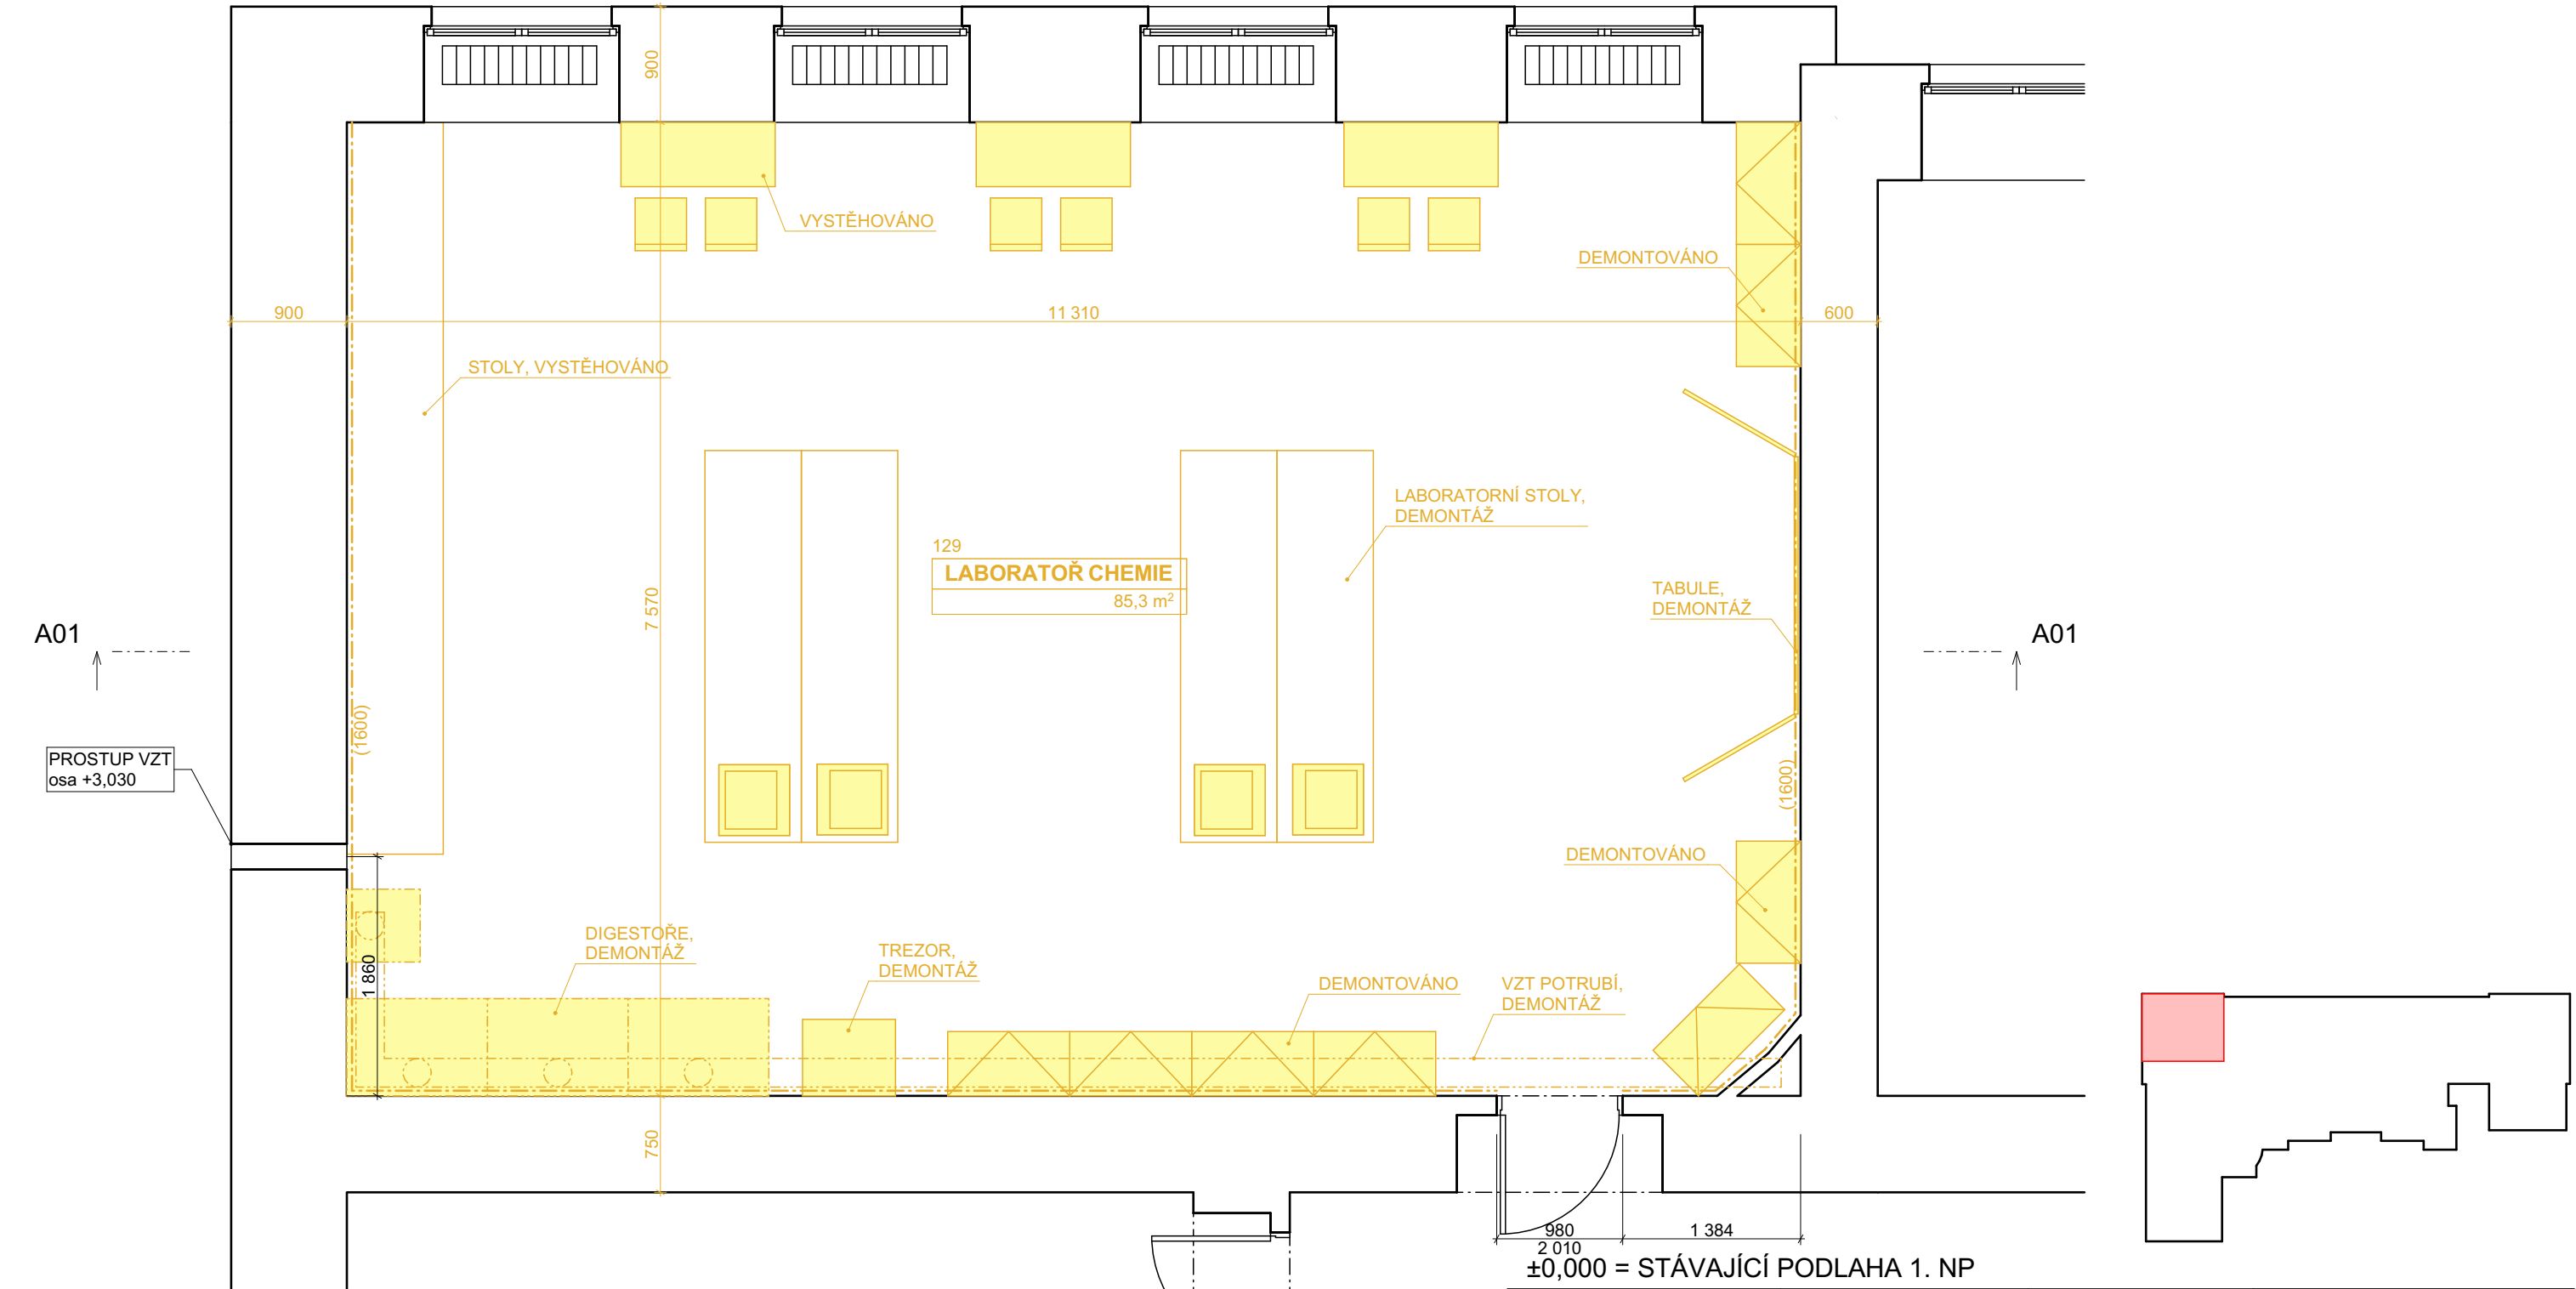 900
VYSTĚHOVÁNO
DEMONTOVÁNO
900
11 310
600
STOLY, VYSTĚHOVÁNO
LABORATORNÍ STOLY,
DEMONTÁŽ
129
LABORATOŘ CHEMIE
85,3 m²
7 570
TABULE,
DEMONTÁŽ
A01
A01
(1600)
PROSTUP VZT
osa +3,030
(1600)
DEMONTOVÁNO
DIGESTOŘE,
DEMONTÁŽ
TREZOR,
DEMONTÁŽ
1 860
DEMONTOVÁNO
VZT POTRUBÍ,
DEMONTÁŽ
750
980
2 010
1 384
±0,000 = STÁVAJÍCÍ PODLAHA 1. NP